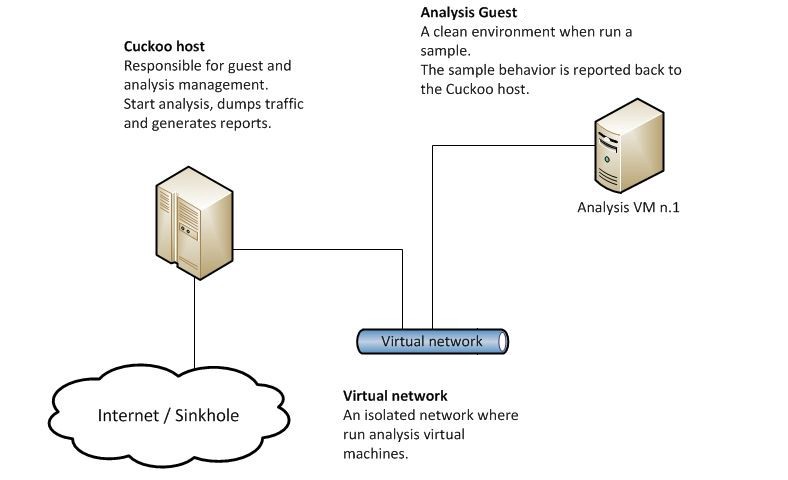 Cuckoo host
Responsible for guest and
analysis management.
Start analysis, dumps traffic
and generates reports.
Analysis Guest
A clean environment when run a
sample.
The sample behavior is reported back to
the Cuckoo host.
Analysis VM n.1
Virtual network
Internet / Sinkhole
Virtual network
An isolated network where
run analysis virtual
machines.